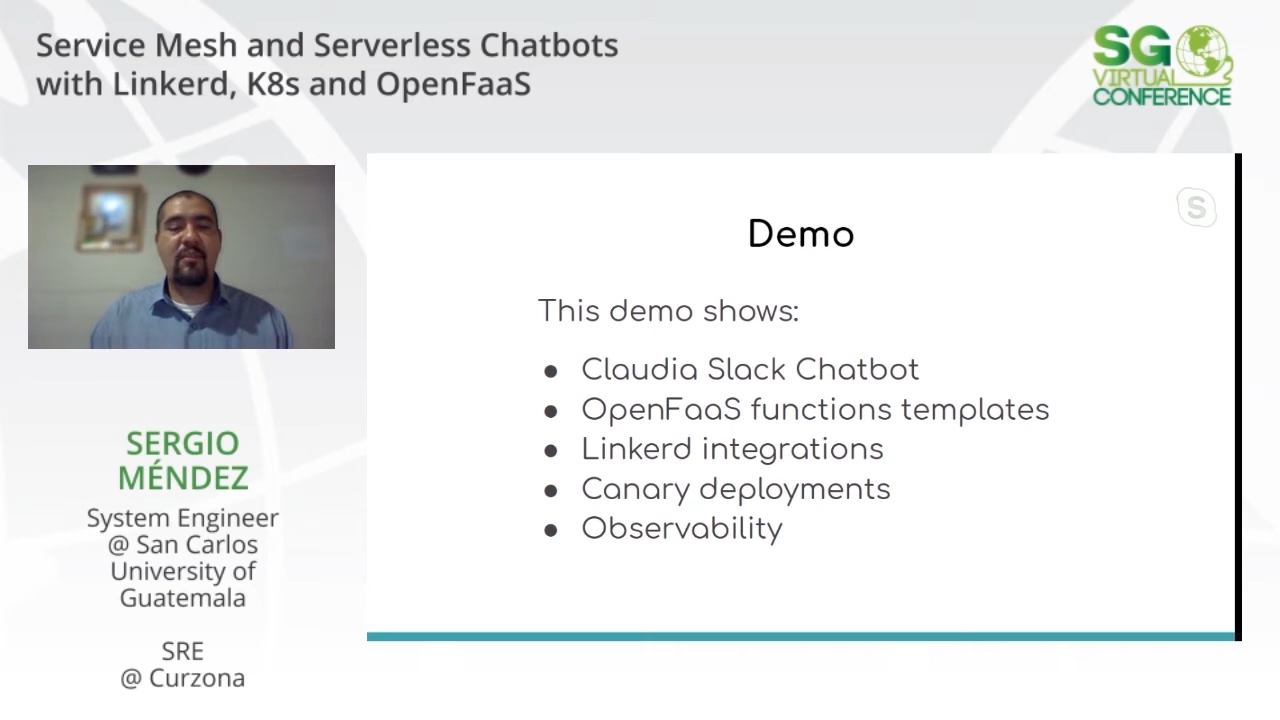 Service Mesh and Serverless Chatbots
with Linkerd, K8s and OpenFaaS
SG
VIRTUAL
CONFERENCE
S
Demo
This demo shows:
● Claudia Slack Chatbot
● OpenFaaS functions templates
● Linkerd integrations
● Canary deployments
● Observability
SERGIO
MÉNDEZ
System Engineer
@ San Carlos
University of
Guatemala
SRE
@ Curzona